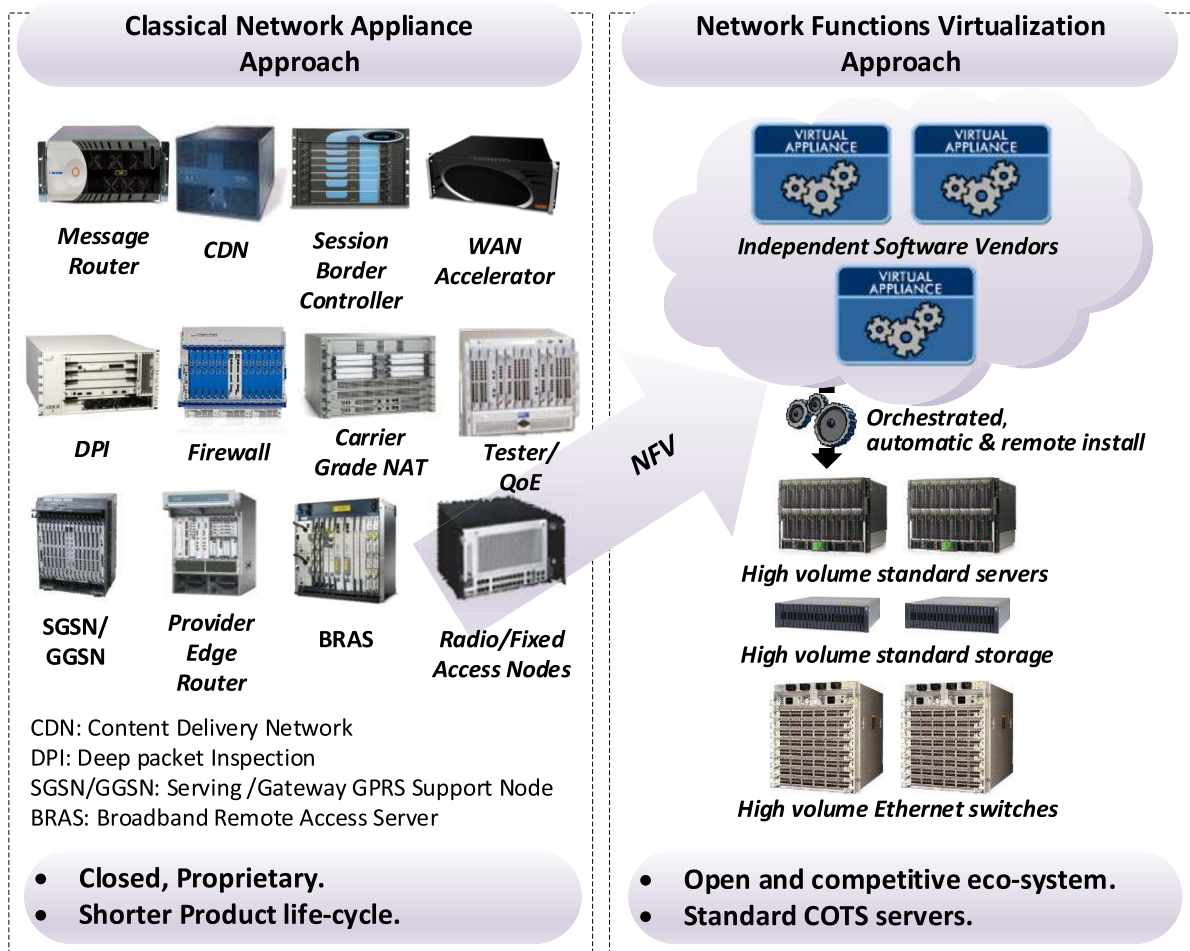 Classical Network Appliance
Approach
Message
Router
CDN
Session
Border
Controller
WAN
Accelerator
DPI
Firewall
Carrier
Grade NAT
Tester/
QoE
SGSN/
GGSN
Provider
Edge
Router
BRAS
Radio/Fixed
Access Nodes
CDN: Content Delivery Network
DPI: Deep packet Inspection
SGSN/GGSN: Serving /Gateway GPRS Support Node
BRAS: Broadband Remote Access Server
• Closed, Proprietary.
• Shorter Product life-cycle.
NFV
Network Functions Virtualization
Approach
VIRTUAL
APPLIANCE
VIRTUAL
APPLIANCE
Independent Software Vendors
VIRTUAL
APPLIANCE
Orchestrated,
automatic & remote install
High volume standard servers
High volume standard storage
High volume Ethernet switches
• Open and competitive eco-system.
• Standard COTS servers.